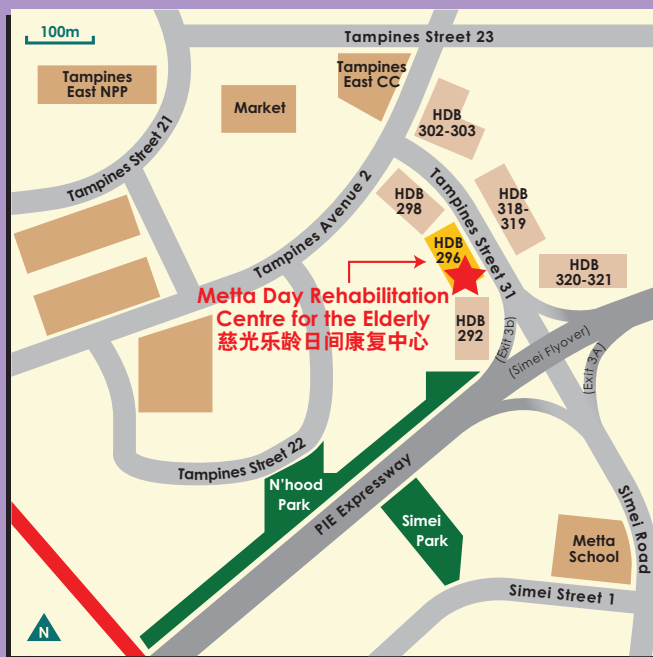 100m
Tampines Street 23
Tampines
East NPP
Market
Tampines
East CC
HDB
302-303
Tampines Street 21
Tampines Avenue 2
Tampines Street 31
HDB
298
HDB
318-
319
HDB
296
HDB
320-321
Metta Day Rehabilitation
Centre for the Elderly
慈光乐龄日间康复中心
HDB
292
(Exit 3b)
(Simei Flyover)
(Exit 3A)
Tampines Street 22
N'hood
Park
PIE Expressway
Simei
Park
Simei Road
Metta
School
Simei Street 1
N